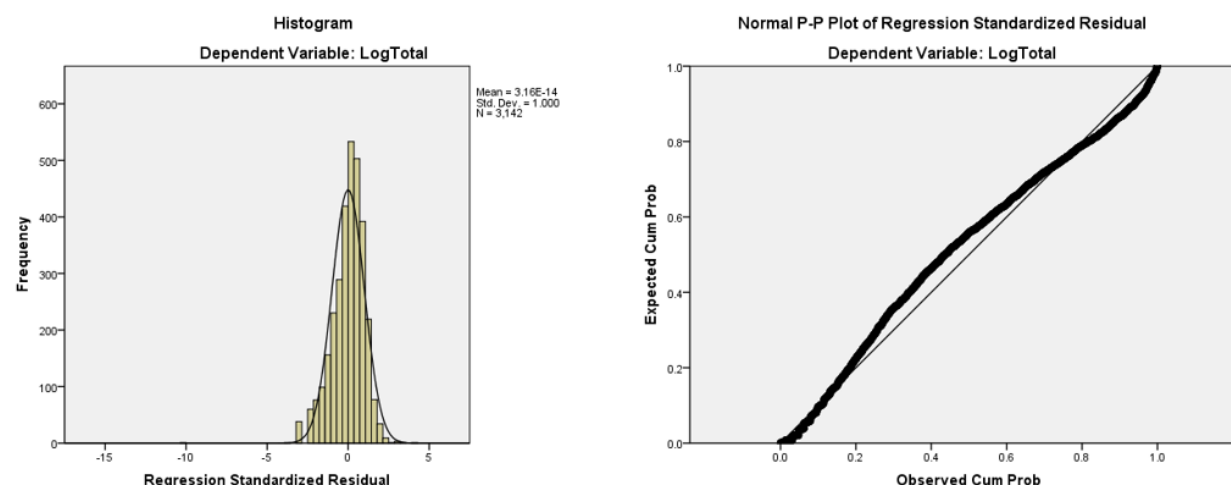 Histogram
Dependent Variable: LogTotal
Mean = 3.16E-14
Std. Dev. = 1.000
N = 3,142
600
500
400
300
200
100
0
Frequency
-15
-10
-5
0
5
Regression Standardized Residual
Normal P-P Plot of Regression Standardized Residual
Dependent Variable: LogTotal
1.0
0.8
0.6
0.4
0.2
0.0
Expected Cum Prob
0.0
0.2
0.4
0.6
0.8
1.0
Observed Cum Prob